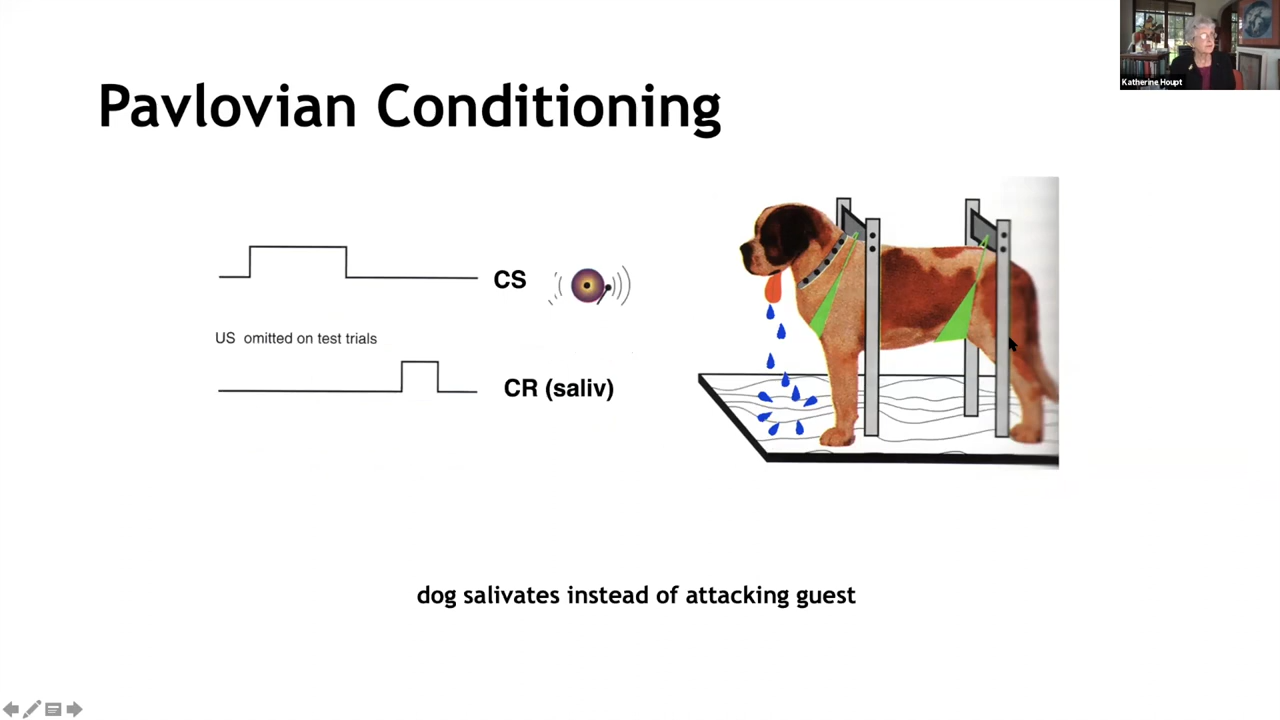 Katherine Houpt
Pavlovian Conditioning
CS
US omitted on test trials
CR (saliv)
dog salivates instead of attacking guest